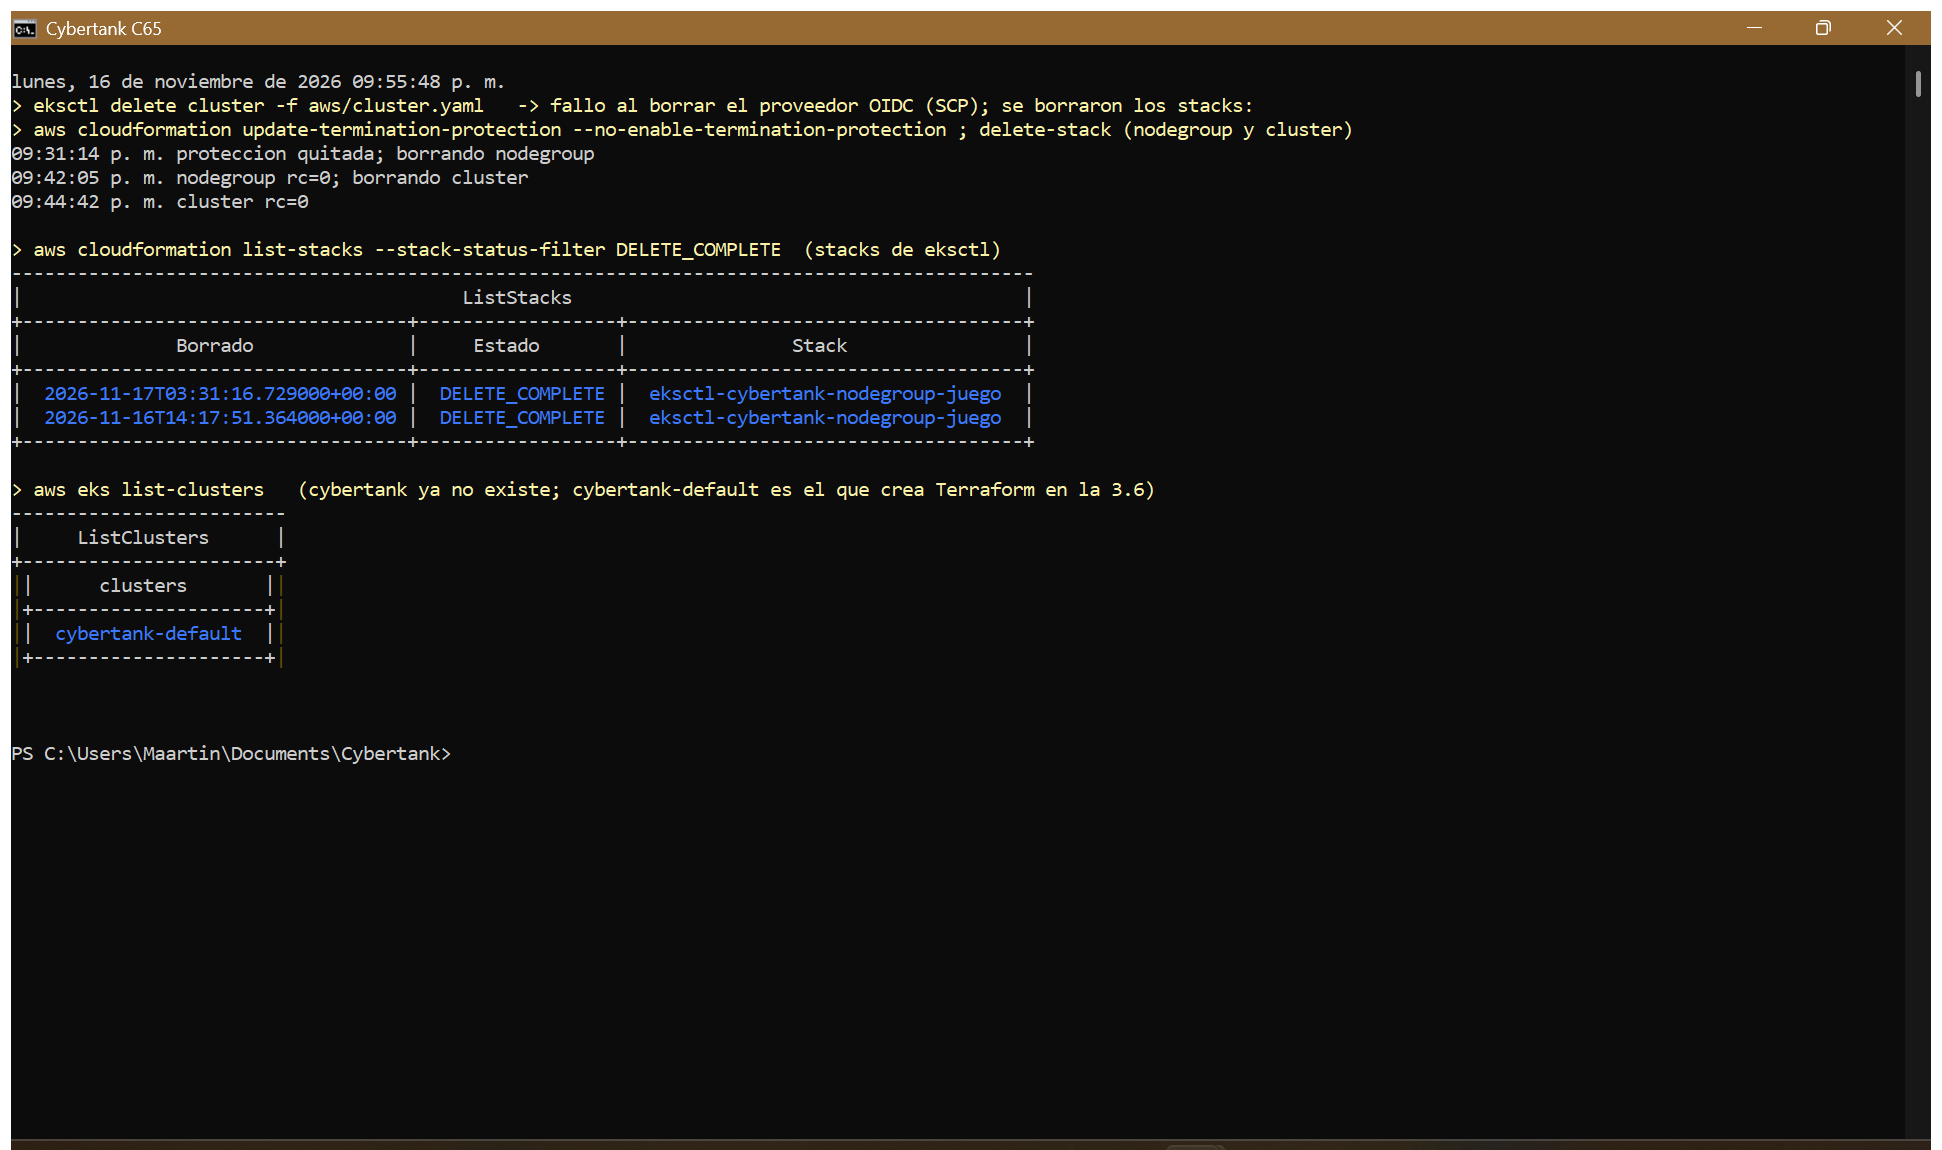 Cybertank C65
lunes, 16 de noviembre de 2026 09:55:48 p. m.
> eksctl delete cluster -f aws/cluster.yaml   -> fallo al borrar el proveedor OIDC (SCP); se borraron los stacks:
> aws cloudformation update-termination-protection --no-enable-termination-protection ; delete-stack (nodegroup y cluster)
09:31:14 p. m. proteccion quitada; borrando nodegroup
09:42:05 p. m. nodegroup rc=0; borrando cluster
09:44:42 p. m. cluster rc=0
> aws cloudformation list-stacks --stack-status-filter DELETE_COMPLETE  (stacks de eksctl)
ListStacks
Borrado | Estado | Stack
2026-11-17T03:31:16.729000+00:00 | DELETE_COMPLETE | eksctl-cybertank-nodegroup-juego
2026-11-16T14:17:51.364000+00:00 | DELETE_COMPLETE | eksctl-cybertank-nodegroup-juego
> aws eks list-clusters   (cybertank ya no existe; cybertank-default es el que crea Terraform en la 3.6)
ListClusters
clusters
cybertank-default
PS C:\Users\Maartin\Documents\Cybertank>